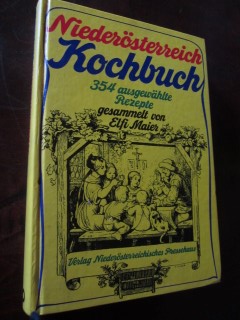 Niederösterreich
Kochbuch
354 ausgewählte
Rezepte
gesammelt von
Elfi Maier
Verlag Niederösterreichisches Pressehaus